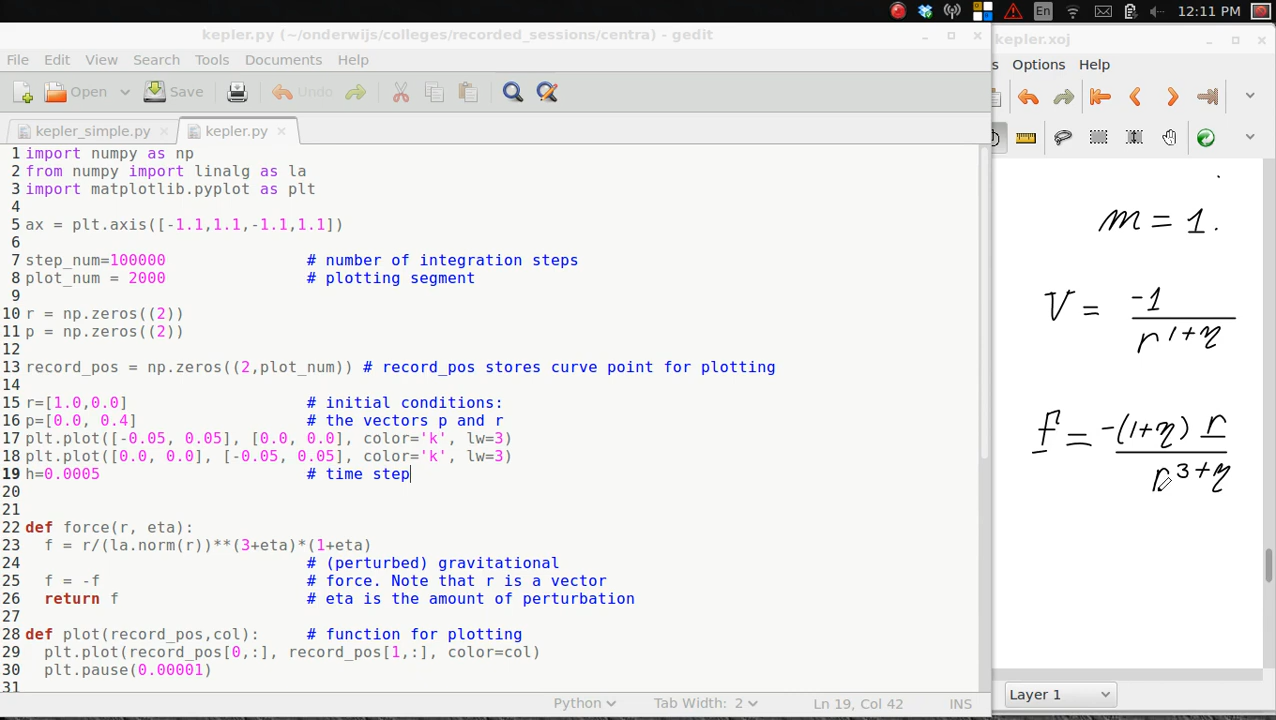 En 12:11 PM
kepler.py (~/onderwijs/colleges/recorded_sessions/centra) - gedit
File Edit View Search Tools Documents Help
Open Save Undo
kepler_simple.py kepler.py
1 import numpy as np
2 from numpy import linalg as la
3 import matplotlib.pyplot as plt
4
5 ax = plt.axis([-1.1,1.1,-1.1,1.1])
6
7 step_num=100000 # number of integration steps
8 plot_num = 2000 # plotting segment
9
10 r = np.zeros((2))
11 p = np.zeros((2))
12
13 record_pos = np.zeros((2,plot_num)) # record_pos stores curve point for plotting
14
15 r=[1.0,0.0] # initial conditions:
16 p=[0.0, 0.4] # the vectors p and r
17 plt.plot([-0.05, 0.05], [0.0, 0.0], color='k', lw=3)
18 plt.plot([0.0, 0.0], [-0.05, 0.05], color='k', lw=3)
19 h=0.0005 # time step
20
21
22 def force(r, eta):
23 f = r/(la.norm(r))**(3+eta)*(1+eta)
24 # (perturbed) gravitational
25 f = -f # force. Note that r is a vector
26 return f # eta is the amount of perturbation
27
28 def plot(record_pos,col): # function for plotting
29 plt.plot(record_pos[0,:], record_pos[1,:], color=col)
30 plt.pause(0.00001)
31
Python Tab Width: 2 Ln 19, Col 42 INS
kepler.xoj
s Options Help
m = 1.
V = -1
r 1+η
f = -(1+η) r
r 3+η
Layer 1